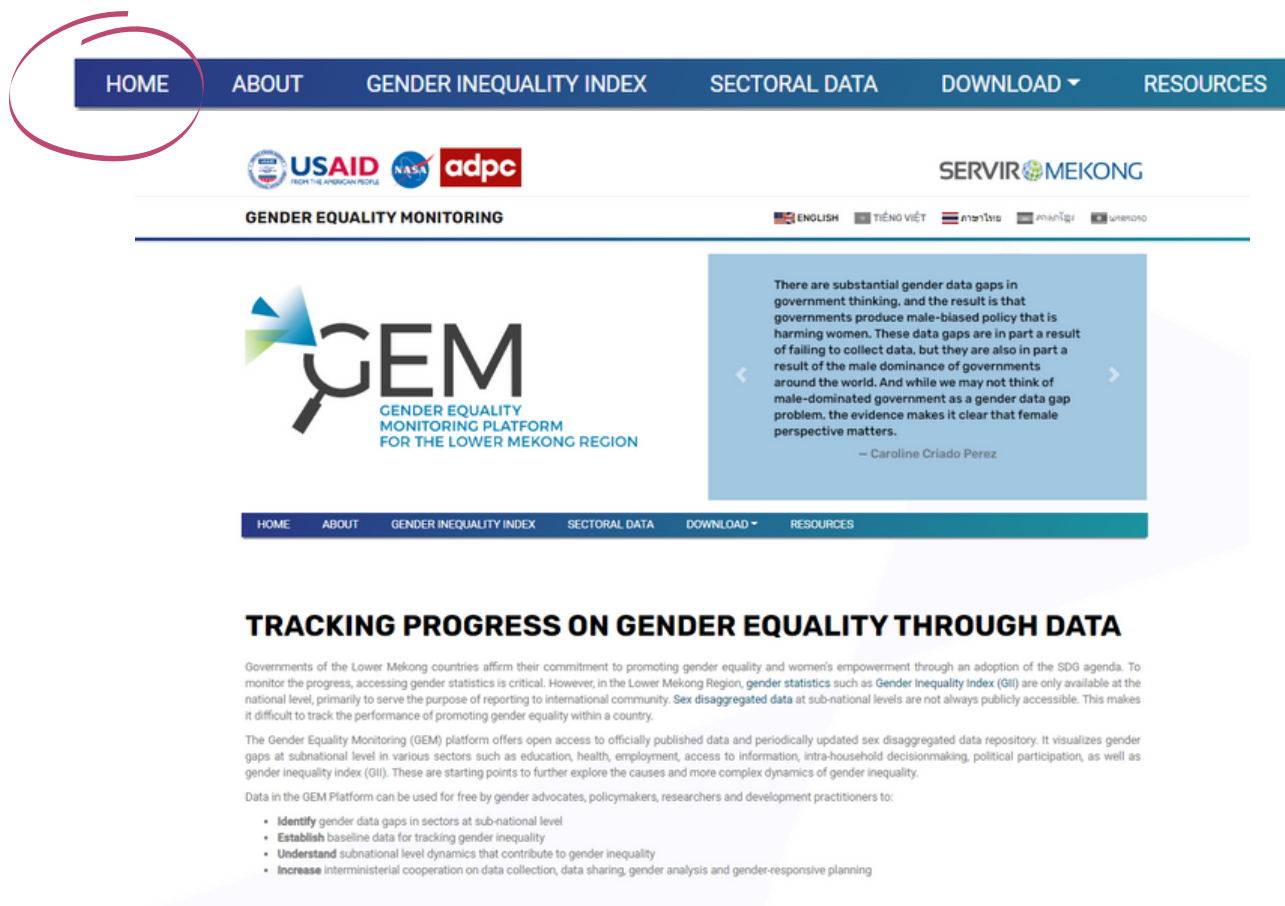 HOME ABOUT GENDER INEQUALITY INDEX SECTORAL DATA DOWNLOAD RESOURCES
USAID FROM THE AMERICAN PEOPLE NASA adpc SERVIR MEKONG
GENDER EQUALITY MONITORING ENGLISH TIẾNG VIỆT ภาษาไทย ភាសាខ្មែរ ພາສາລາວ
There are substantial gender data gaps in
government thinking, and the result is that
governments produce male-biased policy that is
harming women. These data gaps are in part a result
of failing to collect data, but they are also in part a
result of the male dominance of governments
around the world. And while we may not think of
male-dominated government as a gender data gap
problem, the evidence makes it clear that female
perspective matters.
— Caroline Criado Perez
GEM
GENDER EQUALITY
MONITORING PLATFORM
FOR THE LOWER MEKONG REGION
HOME ABOUT GENDER INEQUALITY INDEX SECTORAL DATA DOWNLOAD RESOURCES
TRACKING PROGRESS ON GENDER EQUALITY THROUGH DATA
Governments of the Lower Mekong countries affirm their commitment to promoting gender equality and women's empowerment through an adoption of the SDG agenda. To
monitor the progress, accessing gender statistics is critical. However, in the Lower Mekong Region, gender statistics such as Gender Inequality Index (GII) are only available at the
national level, primarily to serve the purpose of reporting to international community. Sex disaggregated data at sub-national levels are not always publicly accessible. This makes
it difficult to track the performance of promoting gender equality within a country.
The Gender Equality Monitoring (GEM) platform offers open access to officially published data and periodically updated sex disaggregated data repository. It visualizes gender
gaps at subnational level in various sectors such as education, health, employment, access to information, intra-household decisionmaking, political participation, as well as
gender inequality index (GII). These are starting points to further explore the causes and more complex dynamics of gender inequality.
Data in the GEM Platform can be used for free by gender advocates, policymakers, researchers and development practitioners to:
• Identify gender data gaps in sectors at sub-national level
• Establish baseline data for tracking gender inequality
• Understand subnational level dynamics that contribute to gender inequality
• Increase interministerial cooperation on data collection, data sharing, gender analysis and gender-responsive planning